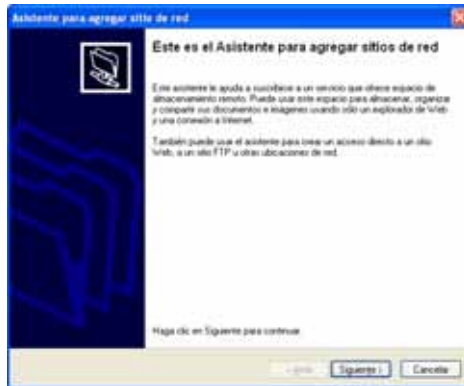 Asistente para agregar sitio de red
Este es el Asistente para agregar sitios de red
Este asistente le ayuda a suscribirse a un servicio que ofrece espacio de
almacenamiento remoto. Puede usar este espacio para almacenar, organizar
y compartir sus documentos e imágenes usando sólo un explorador de Web
y una conexión a Internet.
También puede usar el asistente para crear un acceso directo a un sitio
Web, a un sitio FTP u otras ubicaciones de red.
Haga clic en Siguiente para continuar.
< Atrás
Siguiente >
Cancelar